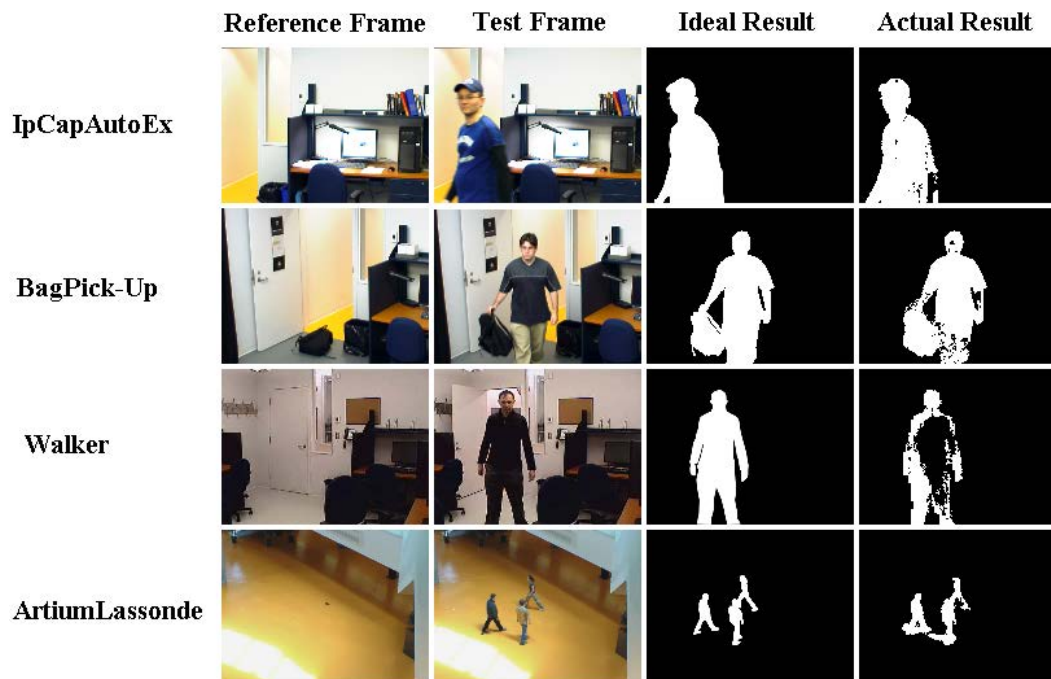 Reference Frame Test Frame Ideal Result Actual Result
IpCapAutoEx
BagPick-Up
Walker
ArtiumLassonde